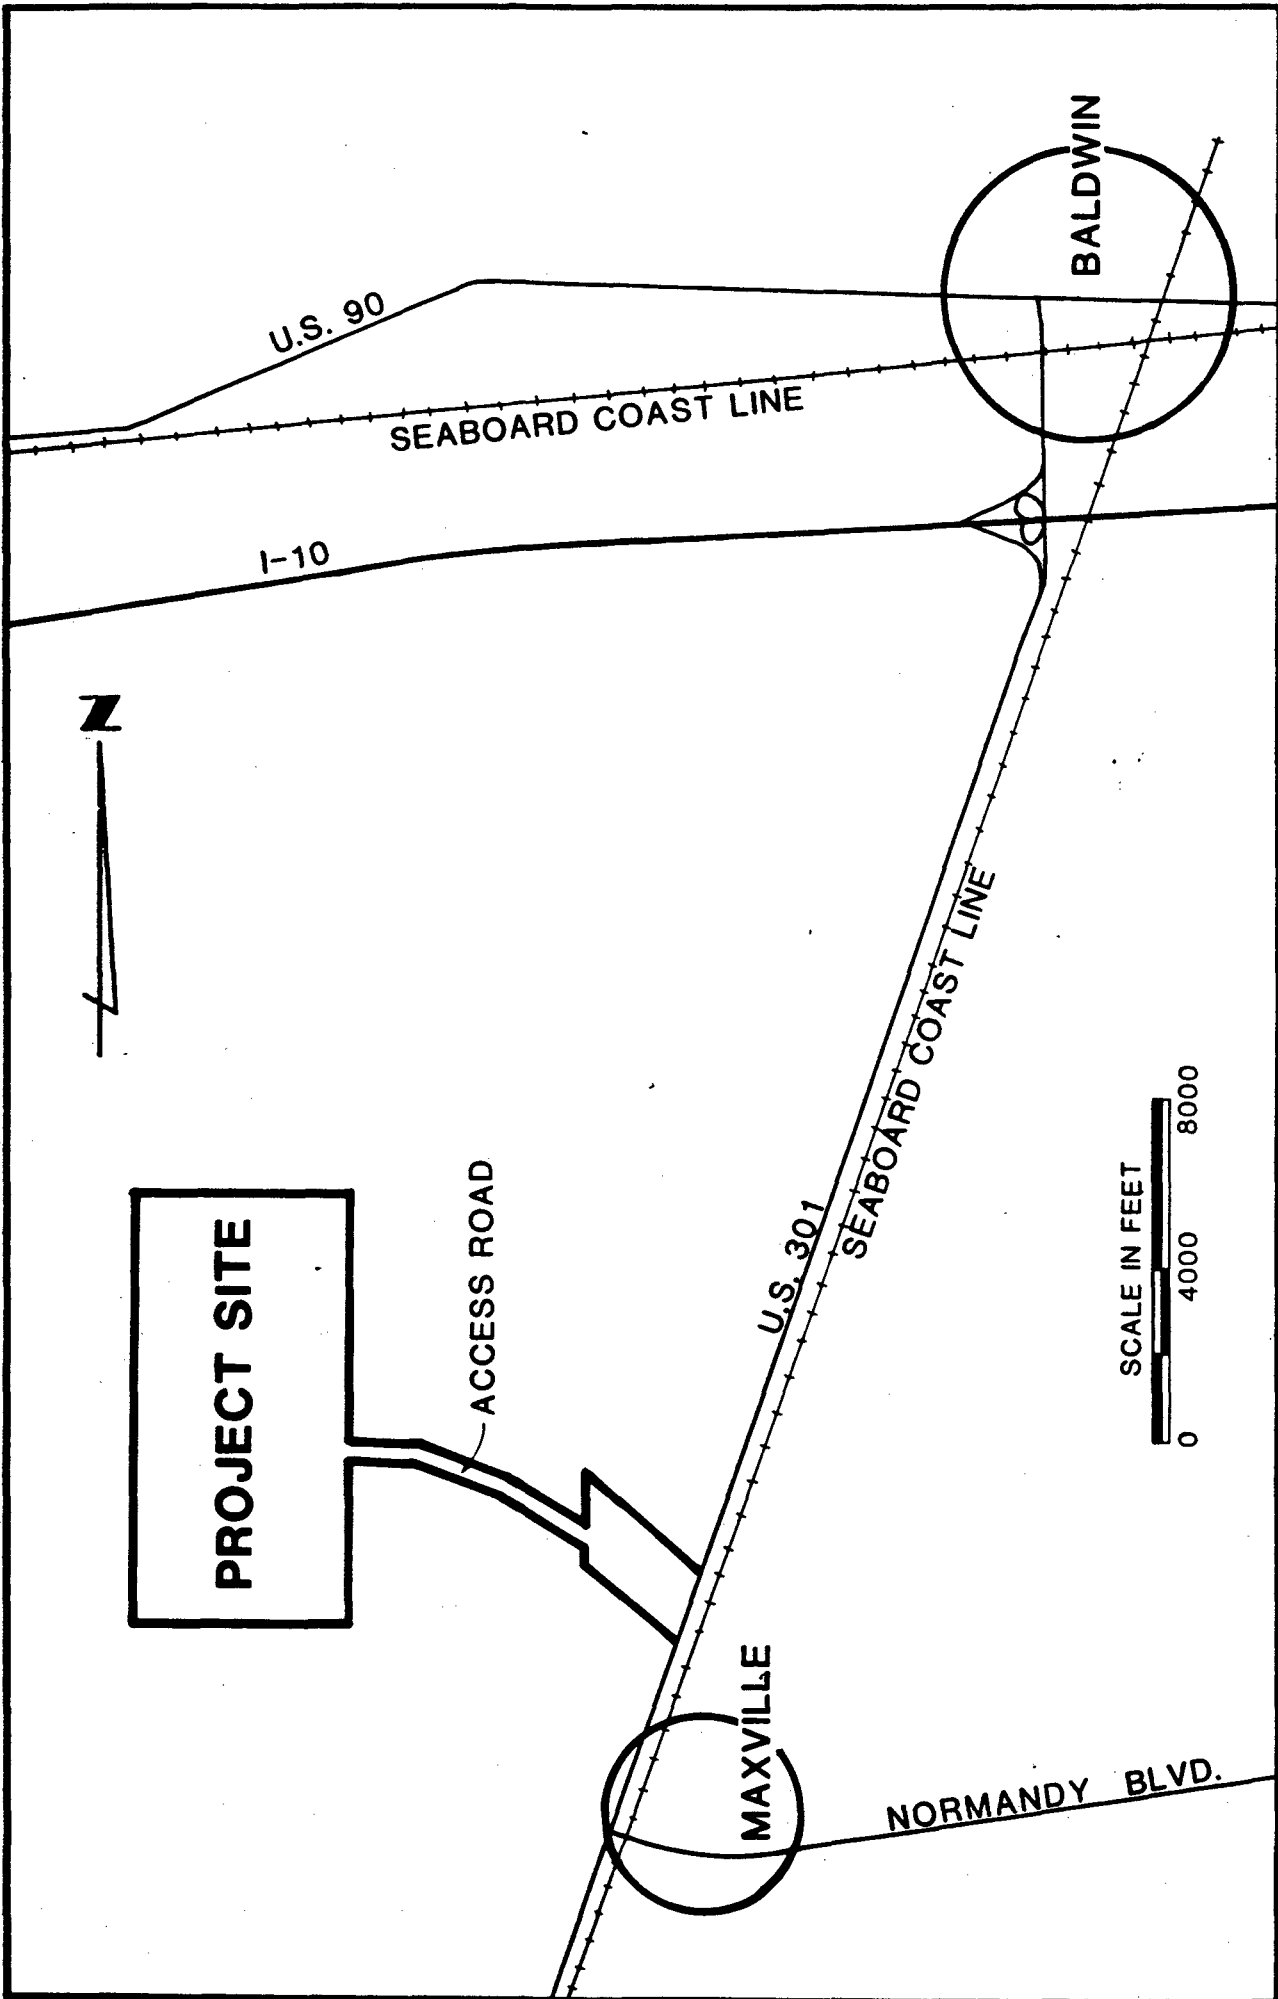 BALDWIN
U.S. 90
SEABOARD COAST LINE
I-10
N
SEABOARD COAST LINE
U.S. 301
PROJECT SITE
ACCESS ROAD
SCALE IN FEET
0 4000 8000
MAXVILLE
NORMANDY BLVD.